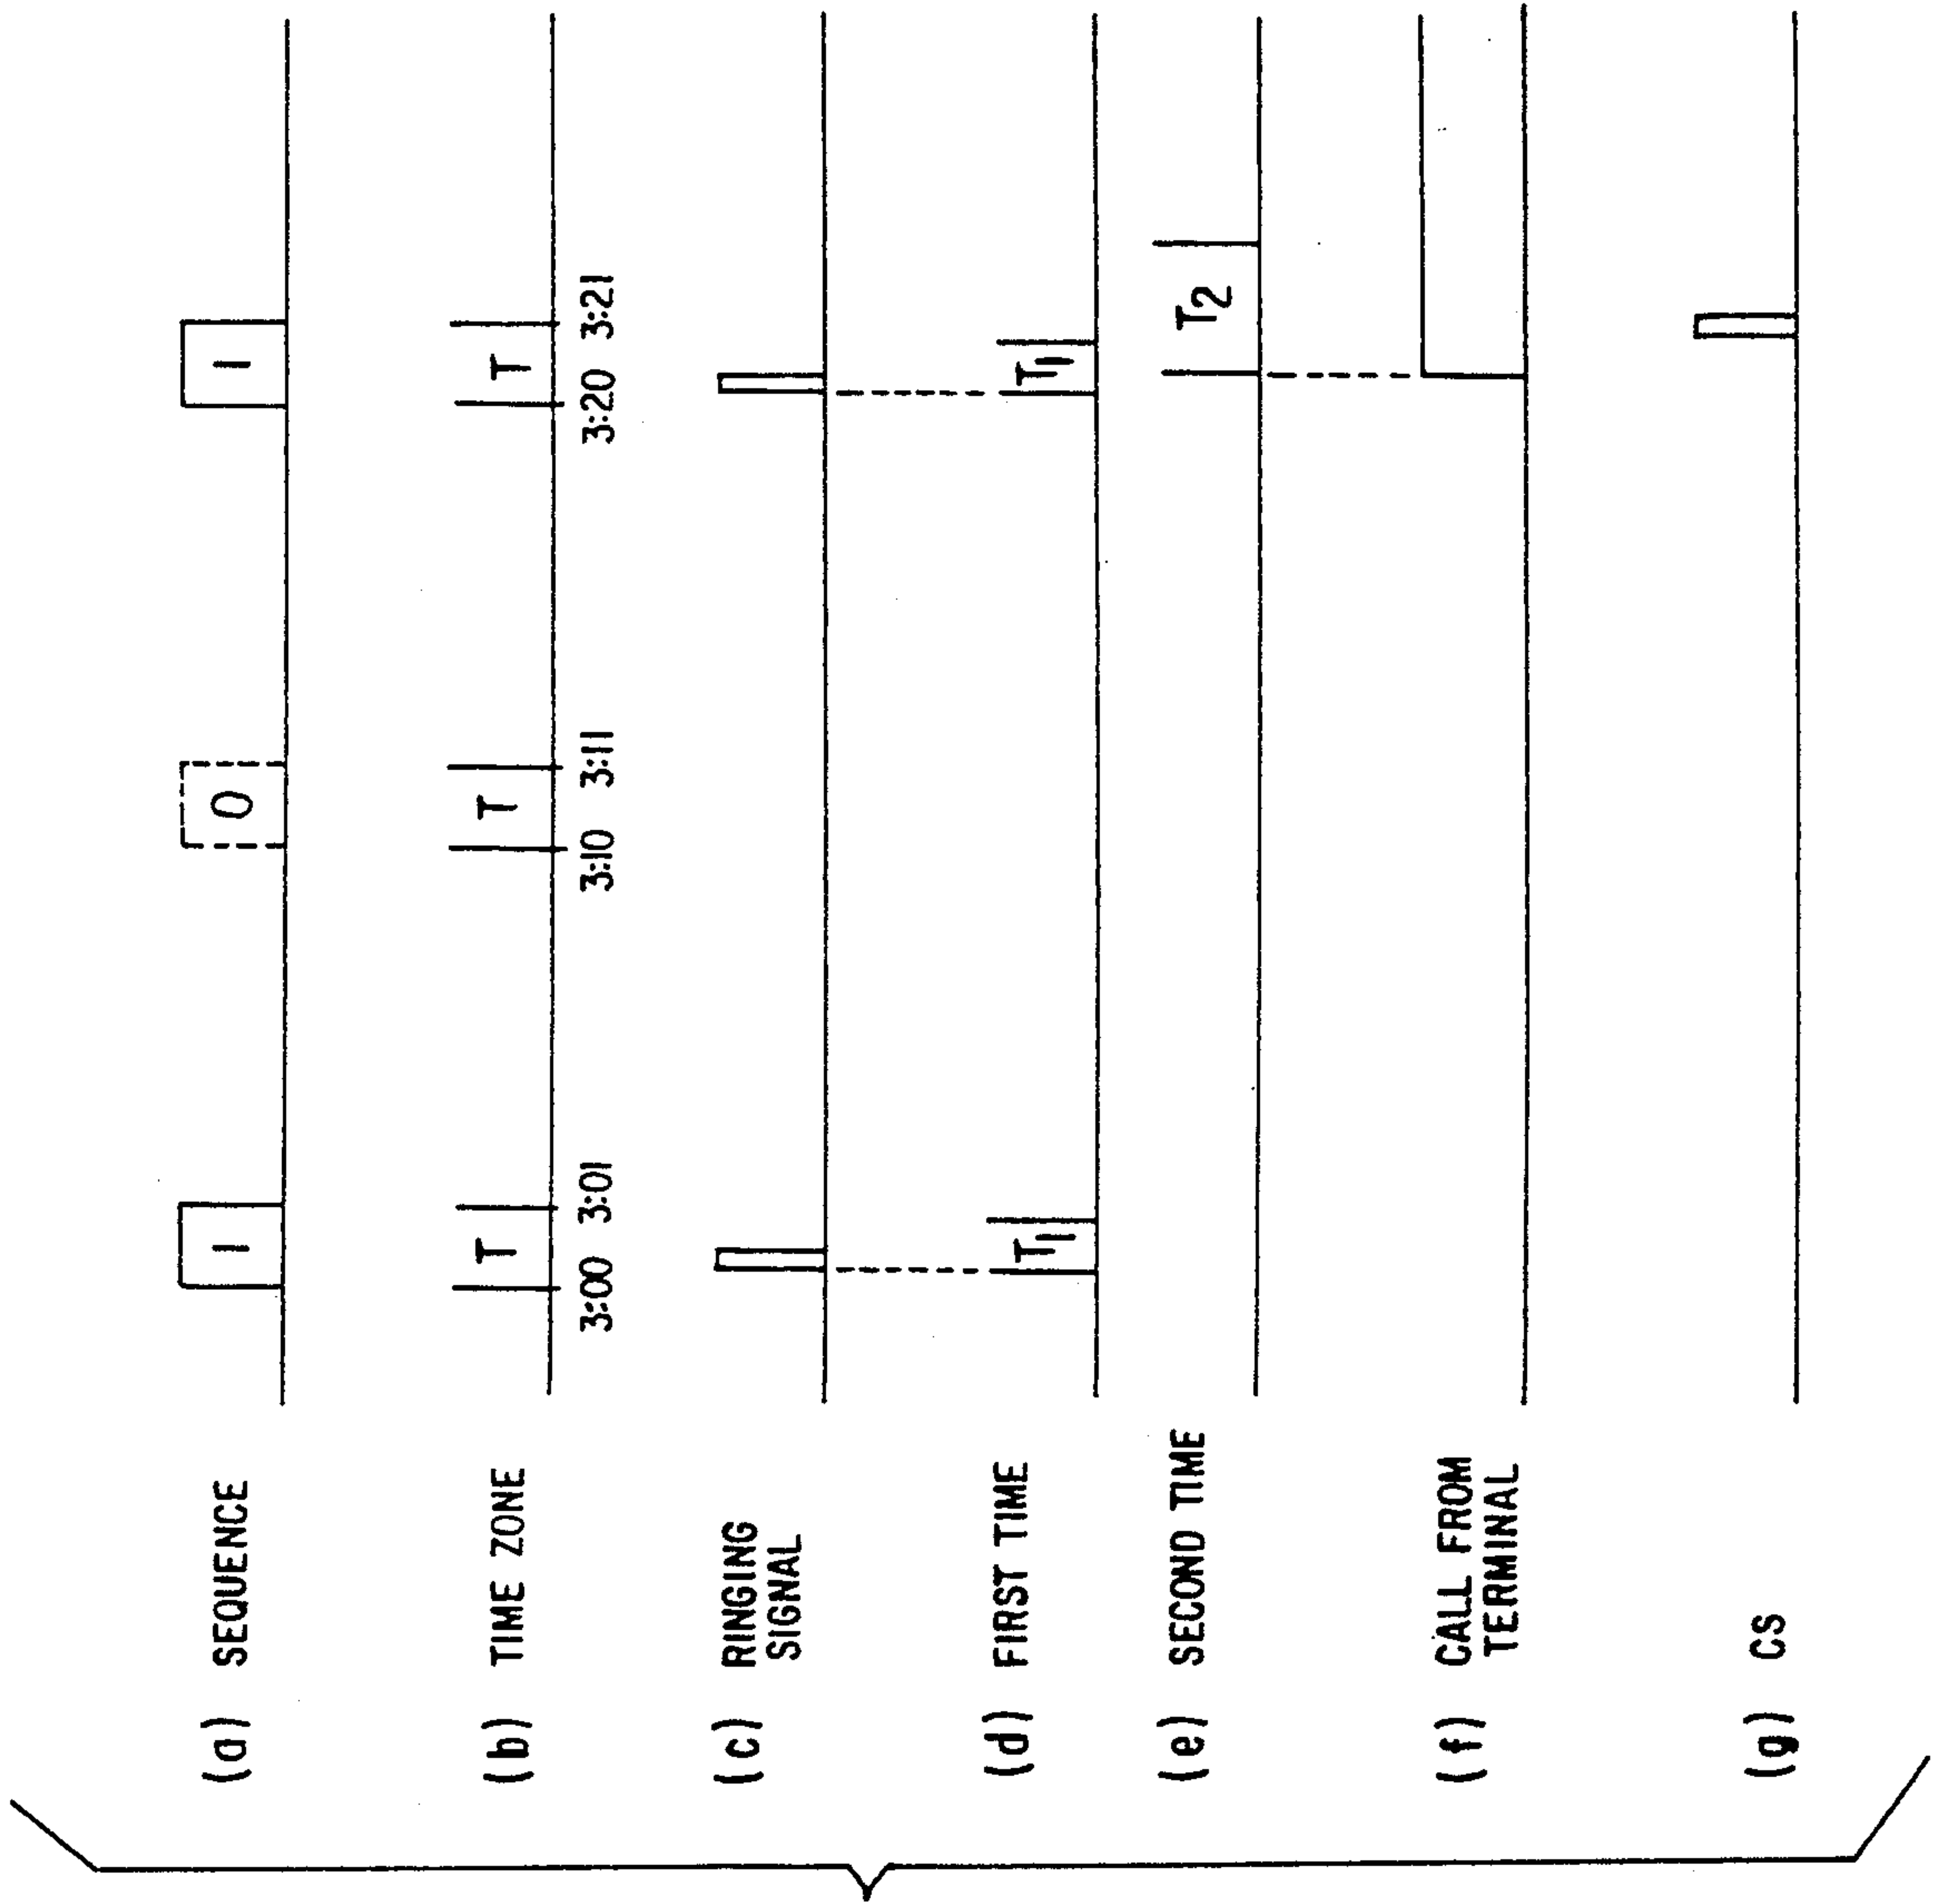 (a) SEQUENCE 1 0 1
(b) TIME ZONE T T T
3:00 3:01 3:10 3:11 3:20 3:21
(c) RINGING
SIGNAL
(d) FIRST TIME T1 T1
(e) SECOND TIME T2
(f) CALL FROM
TERMINAL
(g) CS